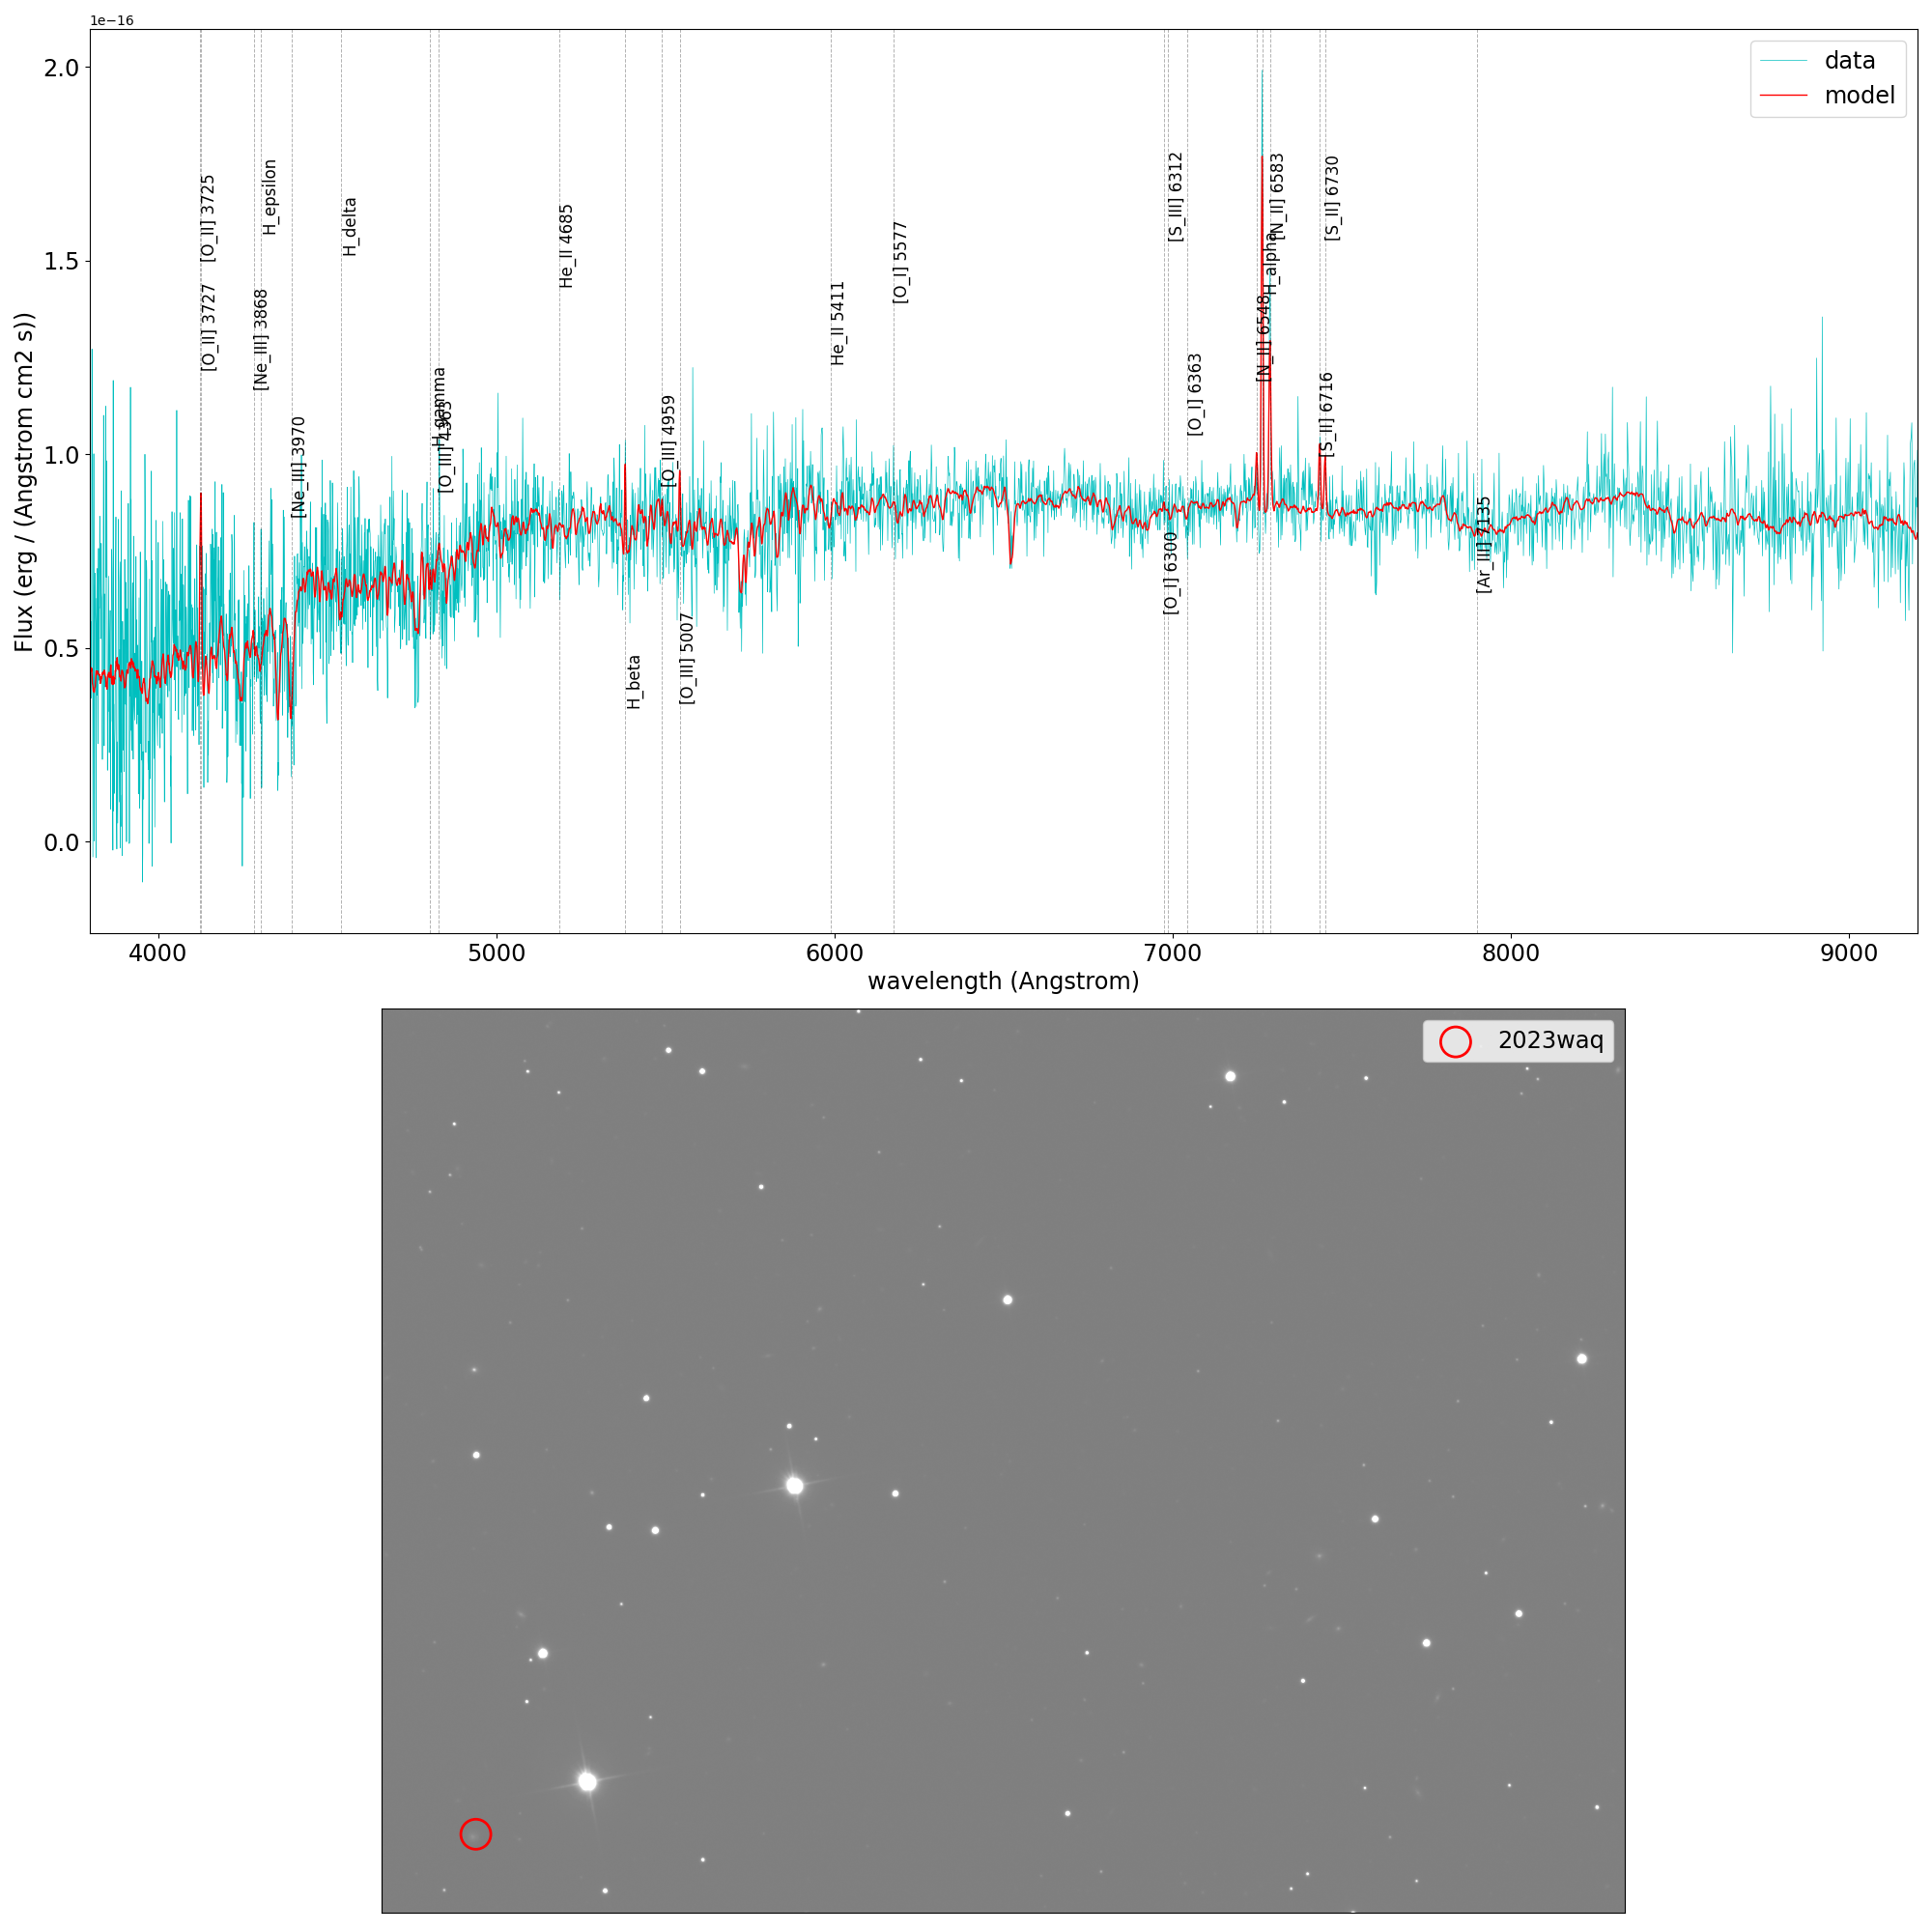 1e−16
data
model
2.0
1.5
1.0
0.5
0.0
Flux (erg / (Angstrom cm2 s))
[O_II] 3727
[O_II] 3725
[Ne_III] 3868
H_epsilon
[Ne_III] 3970
H_delta
H_gamma
[O_III] 4363
He_II 4685
H_beta
[O_III] 4959
[O_III] 5007
He_II 5411
[O_I] 5577
[O_I] 6300
[S_III] 6312
[O_I] 6363
[N_II] 6548
H_alpha
[N_II] 6583
[S_II] 6716
[S_II] 6730
[Ar_III] 7135
4000
5000
6000
7000
8000
9000
wavelength (Angstrom)
2023waq